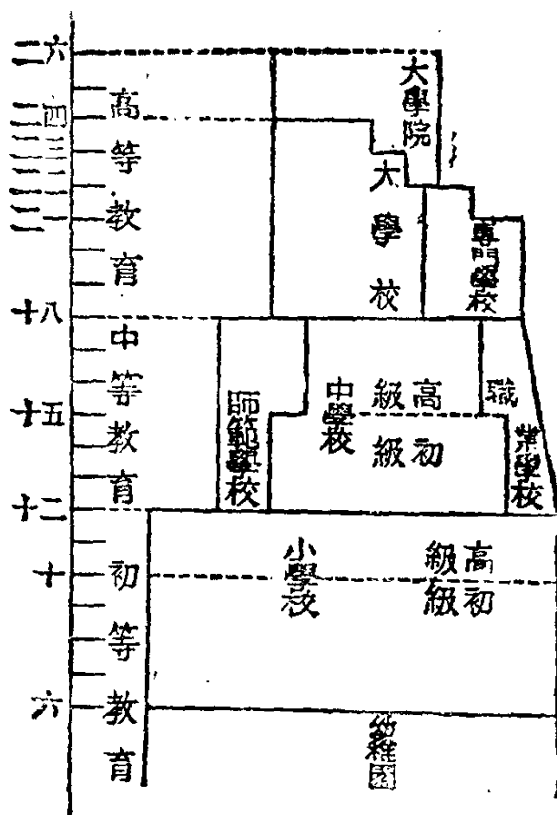 二六
二四
二三
二二
二一
十八
十五
十二
十
六
高等教育
中等教育
初等教育
大學院
大學校
專門學校
師範學校
中學校
高級
初級
職業學校
小學校
高級
初級
幼稚園